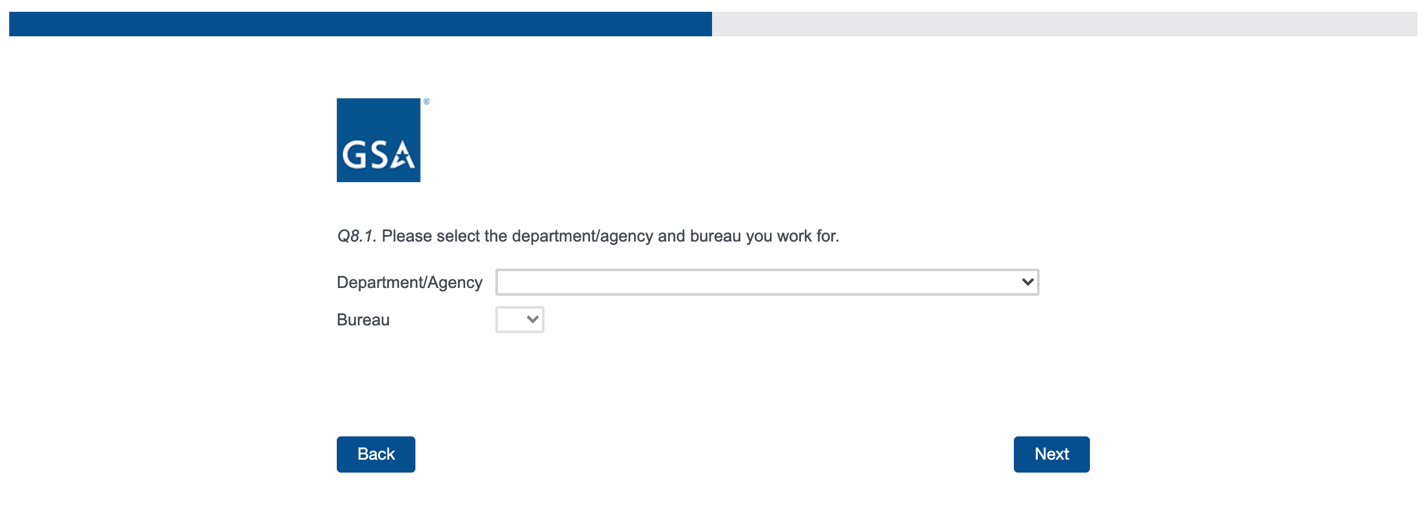 ®
GSA
Q8.1. Please select the department/agency and bureau you work for.
Department/Agency
Bureau
Back
Next